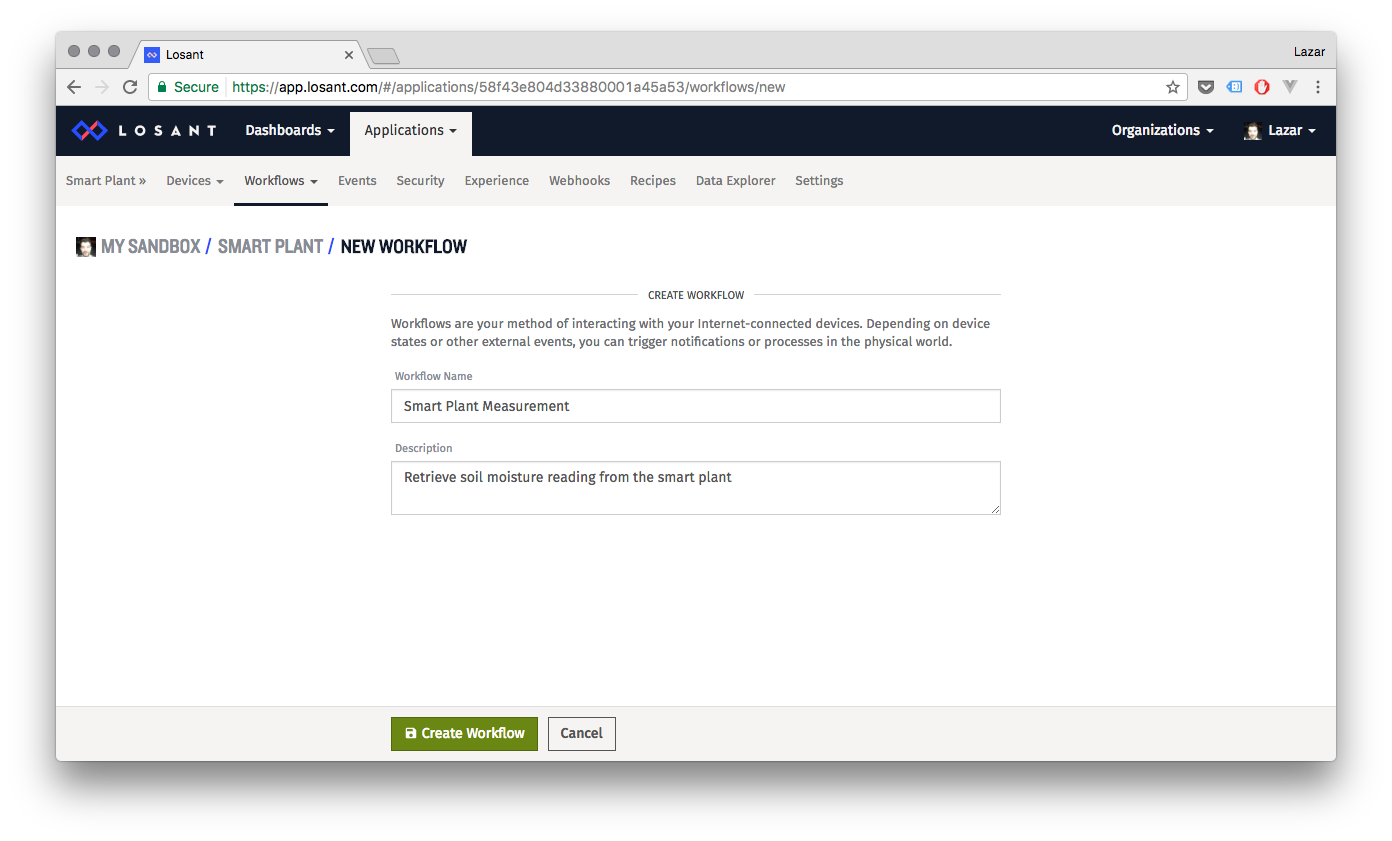 Losant
Lazar
Secure https://app.losant.com/#/applications/58f43e804d33880001a45a53/workflows/new
LOSANT Dashboards Applications Organizations Lazar
Smart Plant » Devices Workflows Events Security Experience Webhooks Recipes Data Explorer Settings
MY SANDBOX / SMART PLANT / NEW WORKFLOW
CREATE WORKFLOW
Workflows are your method of interacting with your Internet-connected devices. Depending on device
states or other external events, you can trigger notifications or processes in the physical world.
Workflow Name
Smart Plant Measurement
Description
Retrieve soil moisture reading from the smart plant
Create Workflow Cancel